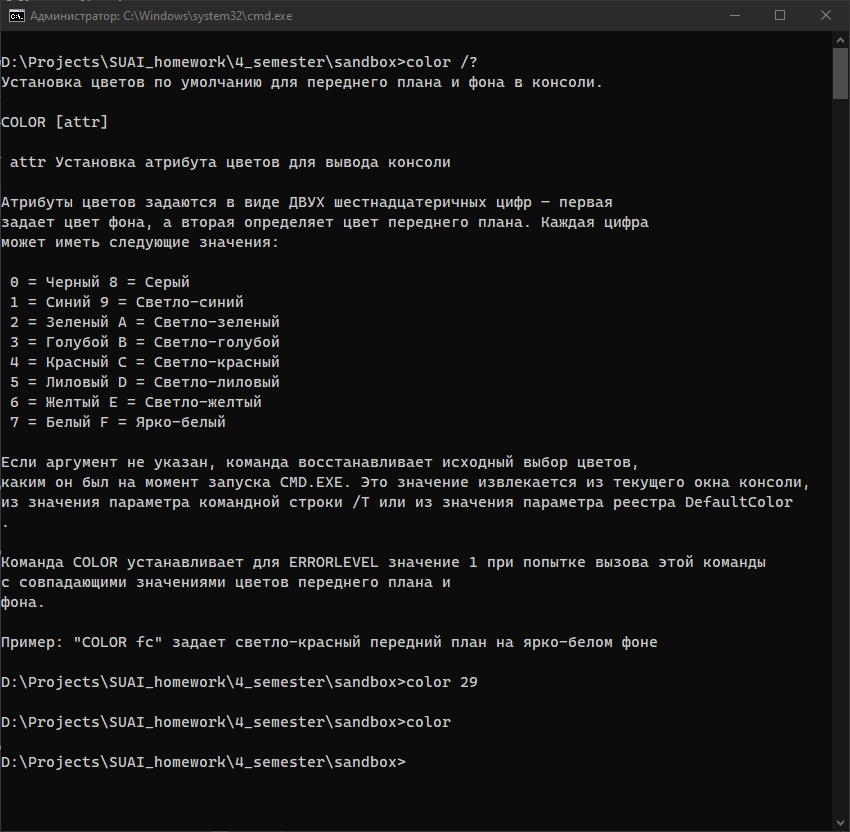 Администратор: C:\Windows\system32\cmd.exe
D:\Projects\SUAI_homework\4_semester\sandbox>color /?
Установка цветов по умолчанию для переднего плана и фона в консоли.
COLOR [attr]
attr Установка атрибута цветов для вывода консоли
Атрибуты цветов задаются в виде ДВУХ шестнадцатеричных цифр — первая
задает цвет фона, а вторая определяет цвет переднего плана. Каждая цифра
может иметь следующие значения:
0 = Черный 8 = Серый
1 = Синий 9 = Светло-синий
2 = Зеленый A = Светло-зеленый
3 = Голубой B = Светло-голубой
4 = Красный C = Светло-красный
5 = Лиловый D = Светло-лиловый
6 = Желтый E = Светло-желтый
7 = Белый F = Ярко-белый
Если аргумент не указан, команда восстанавливает исходный выбор цветов,
каким он был на момент запуска CMD.EXE. Это значение извлекается из текущего окна консоли,
из значения параметра командной строки /T или из значения параметра реестра DefaultColor
.
Команда COLOR устанавливает для ERRORLEVEL значение 1 при попытке вызова этой команды
с совпадающими значениями цветов переднего плана и
фона.
Пример: "COLOR fc" задает светло-красный передний план на ярко-белом фоне
D:\Projects\SUAI_homework\4_semester\sandbox>color 29
D:\Projects\SUAI_homework\4_semester\sandbox>color
D:\Projects\SUAI_homework\4_semester\sandbox>